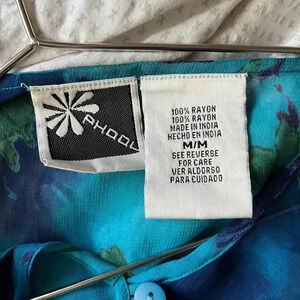 PHOOL
100% RAYON
100% RAYON
MADE IN INDIA
HECHO EN INDIA
M/M
SEE REVERSE
FOR CARE
VER ALDORSO
PARA CUIDADO